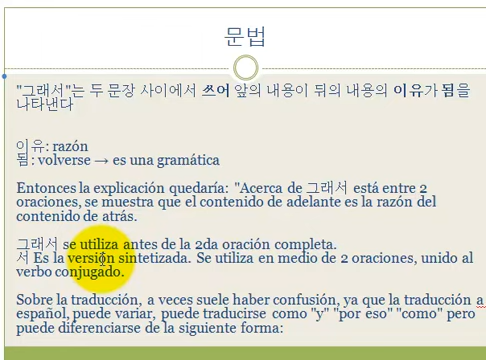 문법
"그래서"는 두 문장 사이에서 쓰어 앞의 내용이 뒤의 내용의 이유가 됨을
나타낸다
이유: razón
됨: volverse → es una gramática
Entonces la explicación quedaría: "Acerca de 그래서 está entre 2
oraciones, se muestra que el contenido de adelante es la razón del
contenido de atrás.
그래서 se utiliza antes de la 2da oración completa.
서 Es la versión sintetizada. Se utiliza en medio de 2 oraciones, unido al
verbo conjugado.
Sobre la traducción, a veces suele haber confusión, ya que la traducción a
español, puede variar, puede traducirse como "y" "por eso" "como" pero
puede diferenciarse de la siguiente forma: